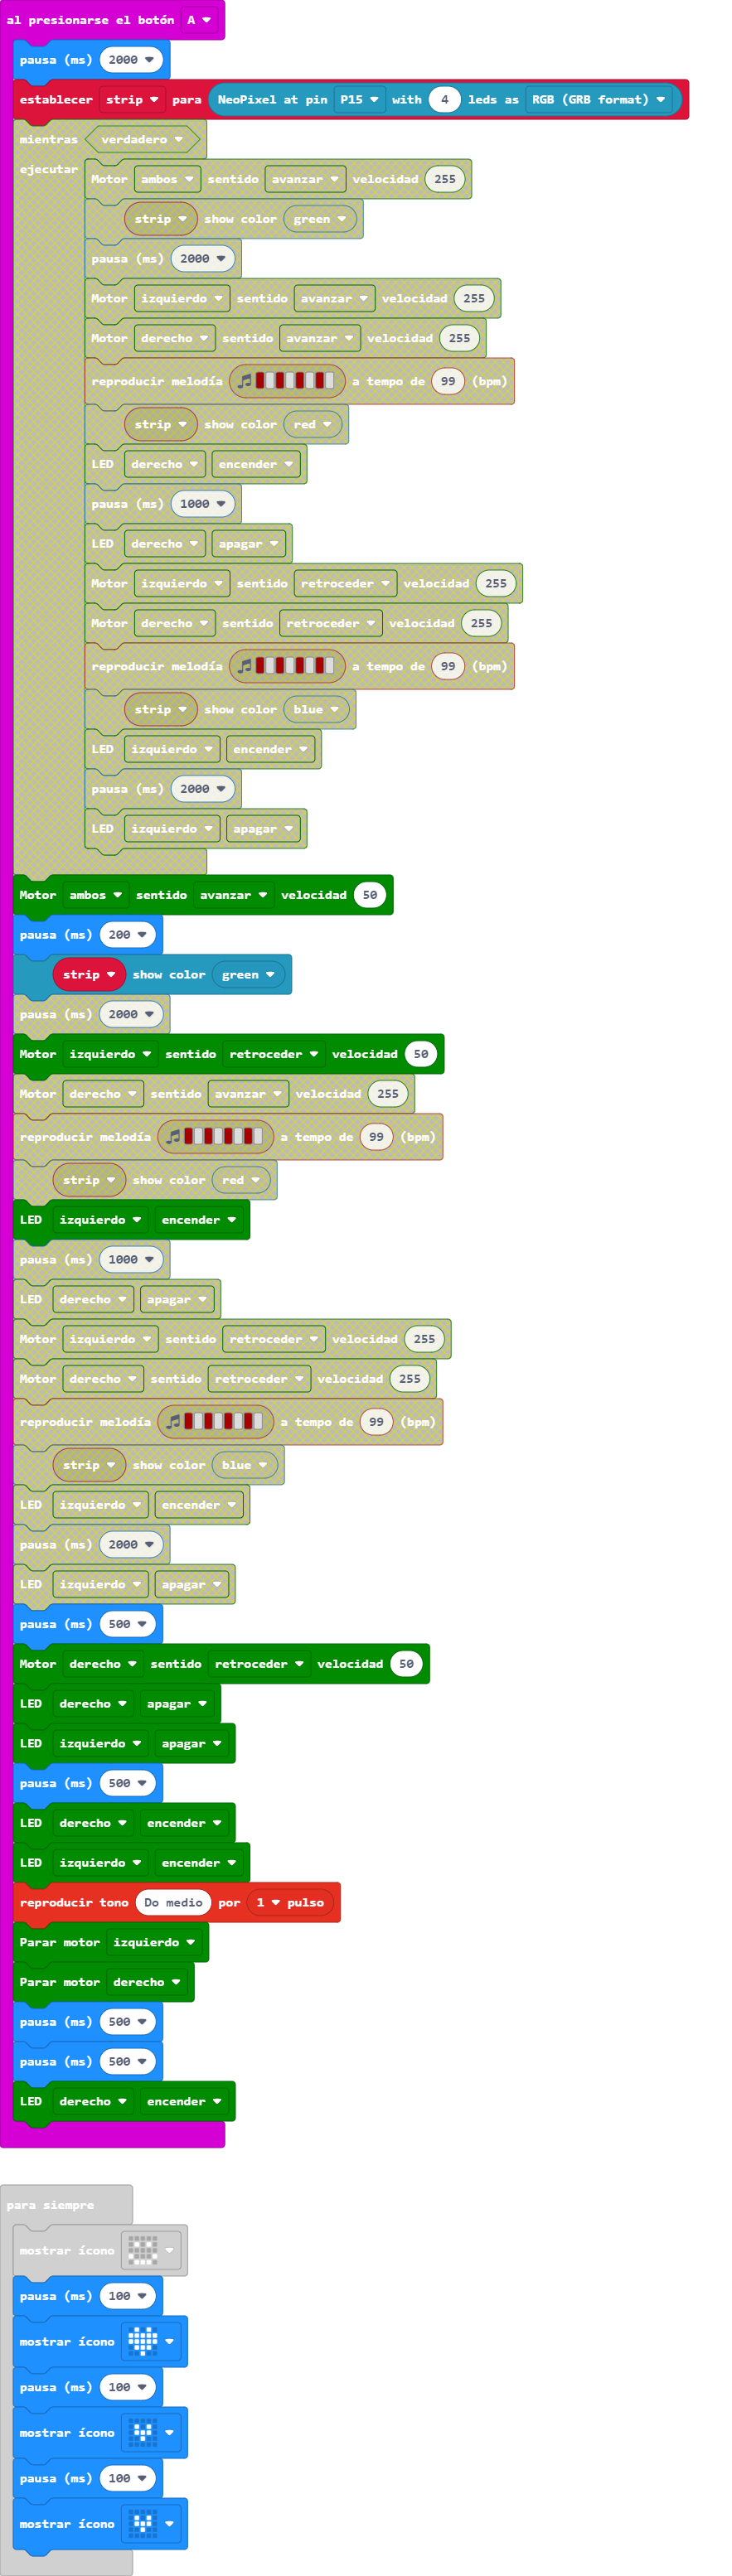 al presionarse el botón A
pausa (ms) 2000
establecer strip para NeoPixel at pin P15 with 4 leds as RGB (GRB format)
mientras verdadero
ejecutar
Motor ambos sentido avanzar velocidad 255
strip show color green
pausa (ms) 2000
Motor izquierdo sentido avanzar velocidad 255
Motor derecho sentido avanzar velocidad 255
reproducir melodía a tempo de 99 (bpm)
strip show color red
LED derecho encender
pausa (ms) 1000
LED derecho apagar
Motor izquierdo sentido retroceder velocidad 255
Motor derecho sentido retroceder velocidad 255
reproducir melodía a tempo de 99 (bpm)
strip show color blue
LED izquierdo encender
pausa (ms) 2000
LED izquierdo apagar
Motor ambos sentido avanzar velocidad 50
pausa (ms) 200
strip show color green
pausa (ms) 2000
Motor izquierdo sentido retroceder velocidad 50
Motor derecho sentido avanzar velocidad 255
reproducir melodía a tempo de 99 (bpm)
strip show color red
LED izquierdo encender
pausa (ms) 1000
LED derecho apagar
Motor izquierdo sentido retroceder velocidad 255
Motor derecho sentido retroceder velocidad 255
reproducir melodía a tempo de 99 (bpm)
strip show color blue
LED izquierdo encender
pausa (ms) 2000
LED izquierdo apagar
pausa (ms) 500
Motor derecho sentido retroceder velocidad 50
LED derecho apagar
LED izquierdo apagar
pausa (ms) 500
LED derecho encender
LED izquierdo encender
reproducir tono Do medio por 1 pulso
Parar motor izquierdo
Parar motor derecho
pausa (ms) 500
pausa (ms) 500
LED derecho encender
para siempre
mostrar ícono
pausa (ms) 100
mostrar ícono
pausa (ms) 100
mostrar ícono
pausa (ms) 100
mostrar ícono